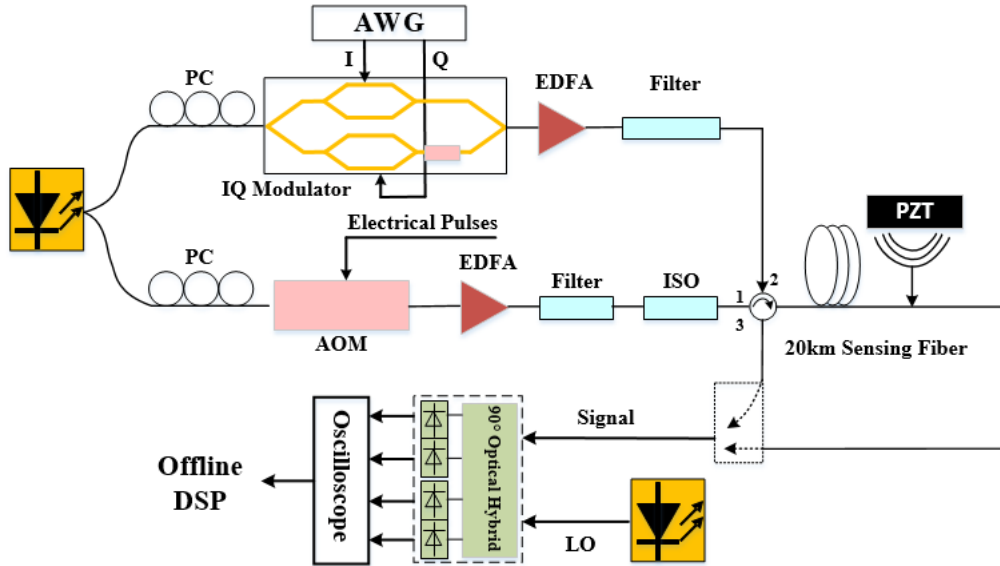 AWG
I
Q
PC
EDFA
Filter
IQ Modulator
PZT
Electrical Pulses
PC
EDFA
Filter
ISO
1
2
3
AOM
20km Sensing Fiber
Signal
Oscilloscope
90° Optical Hybrid
Offline
DSP
LO